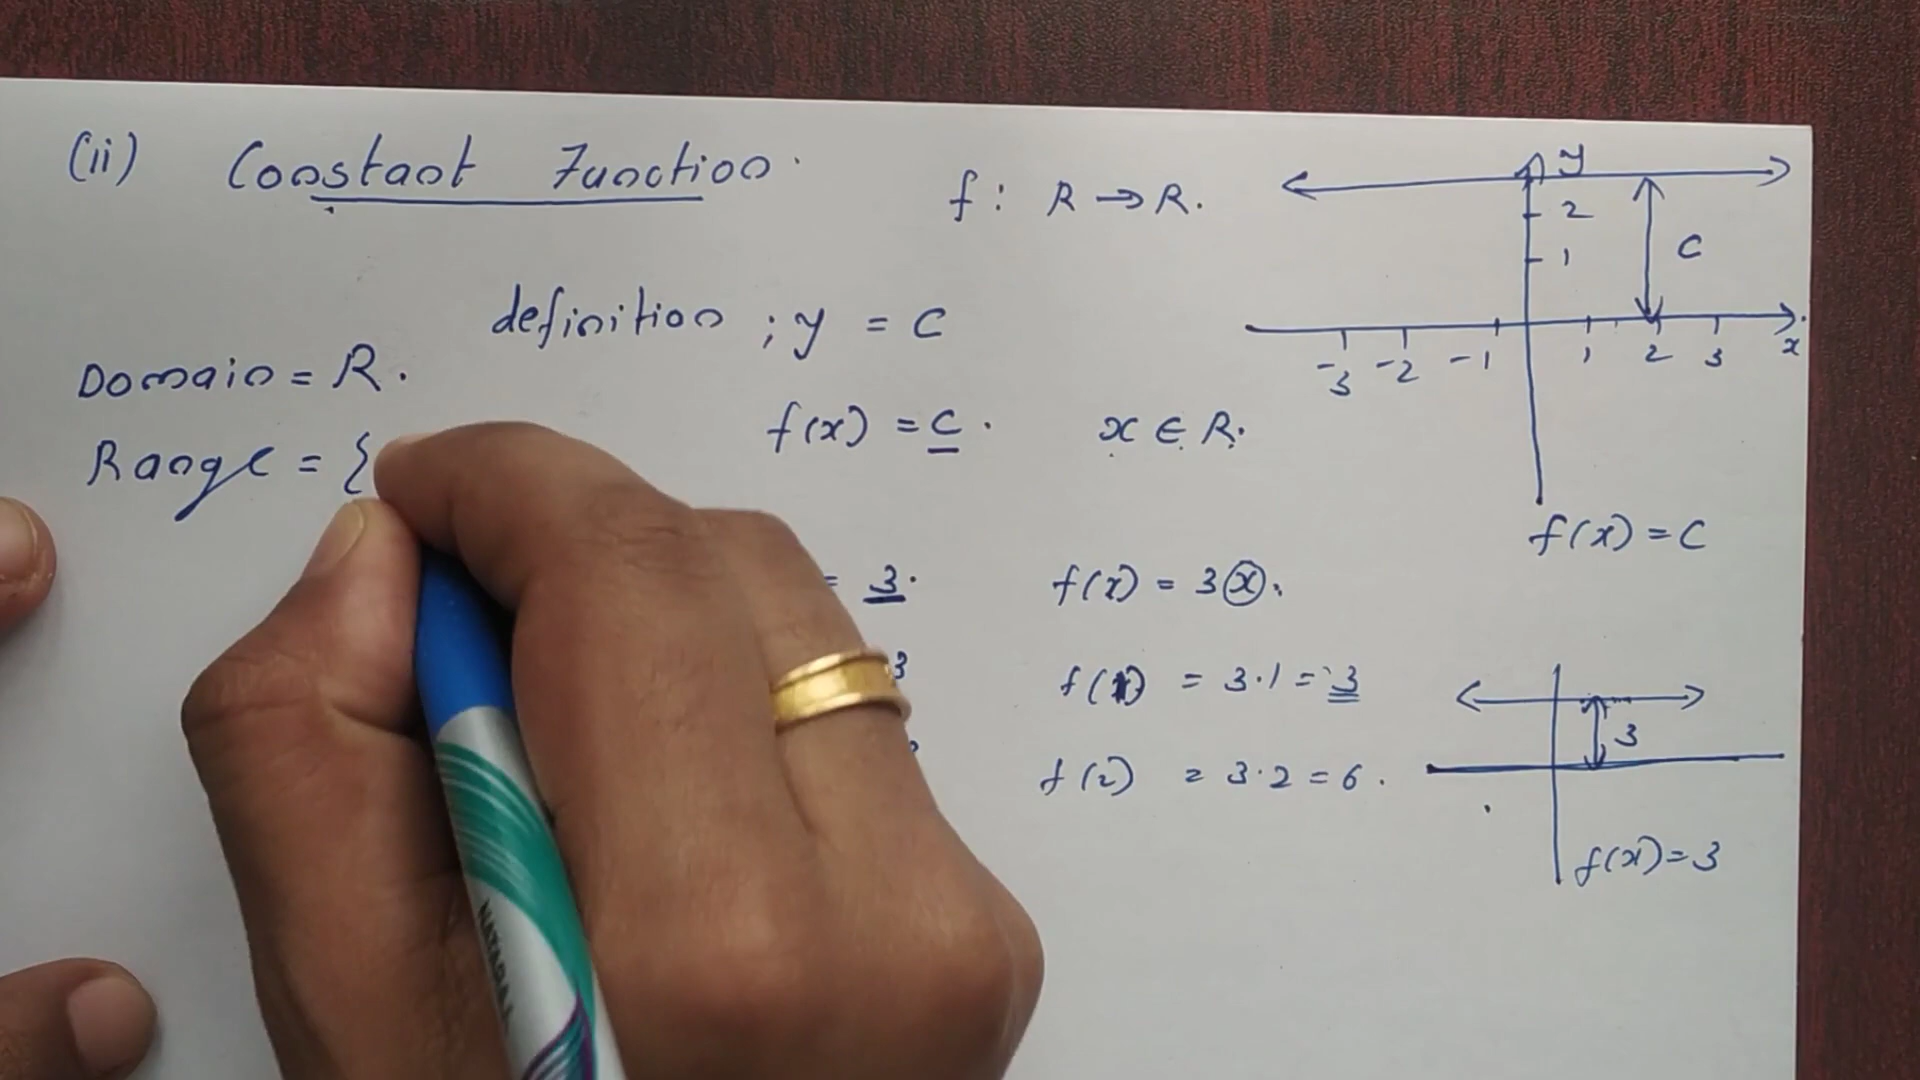 (ii) Constant Function.
f: R → R.
definition ; y = c
Domain = R.
Range = {
f(x) = c.
x ∈ R.
y
2
1
c
-3 -2 -1 1 2 3 x
f(x) = c
= 3.
3
f(x) = 3x.
f(1) = 3·1 = 3
f(2) = 3·2 = 6.
3
f(x) = 3
NATARAJ